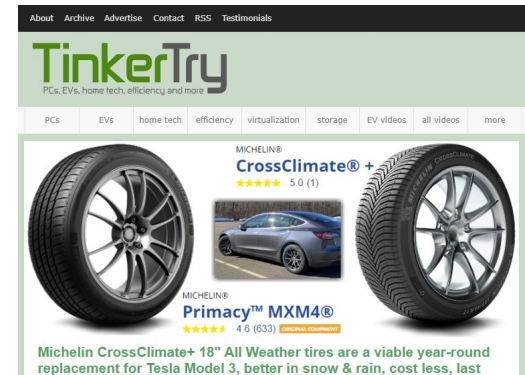 About Archive Advertise Contact RSS Testimonials
TinkerTry
PCs, EVs, home tech, efficiency and more
PCs EVs home tech efficiency virtualization storage EV videos all videos more
MICHELIN®
CrossClimate® +
5.0 (1)
MICHELIN®
Primacy™ MXM4®
4.6 (633) ORIGINAL EQUIPMENT
Michelin CrossClimate+ 18" All Weather tires are a viable year-round
replacement for Tesla Model 3, better in snow & rain, cost less, last